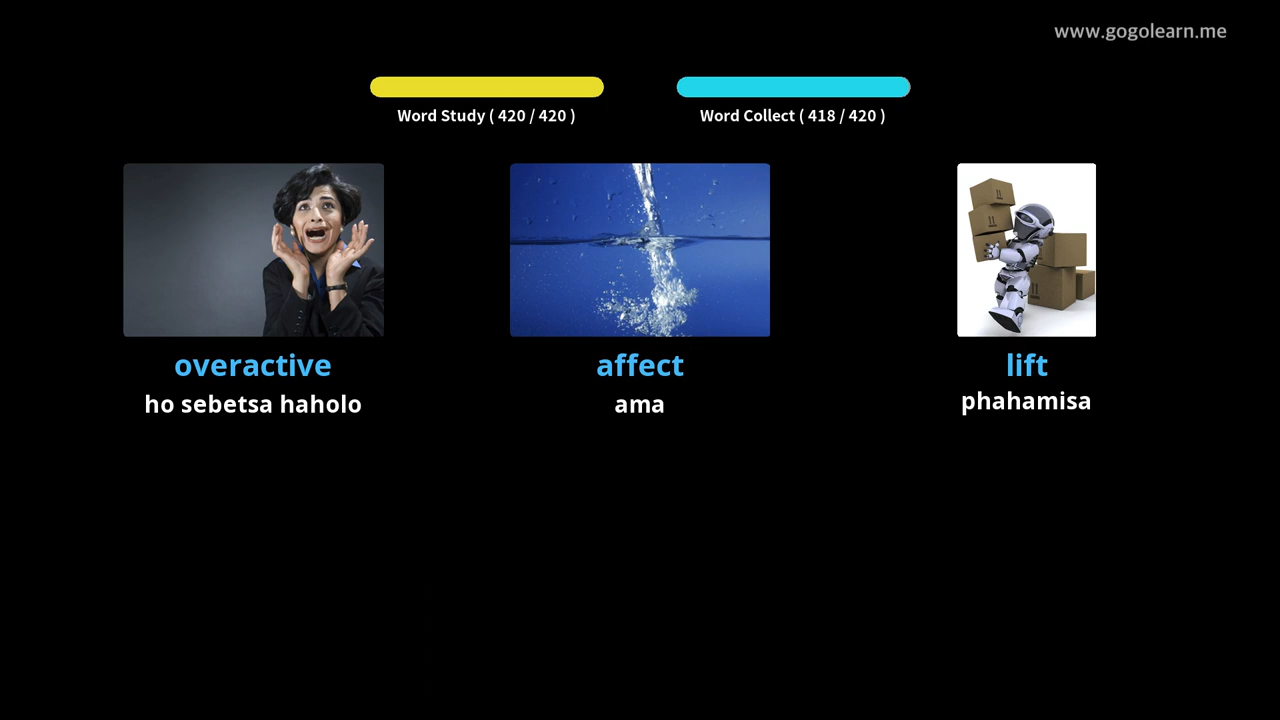 www.gogolearn.me
Word Study ( 420 / 420 )
Word Collect ( 418 / 420 )
overactive
ho sebetsa haholo
affect
ama
lift
phahamisa